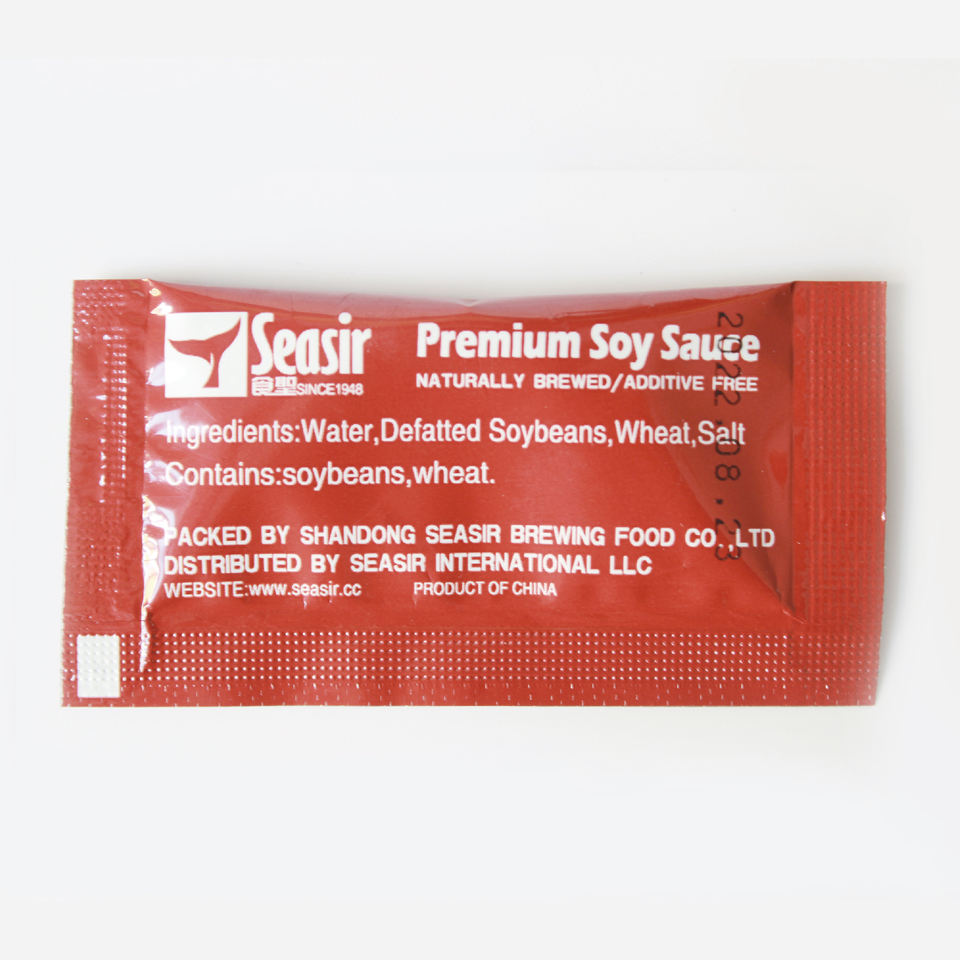 Seasir
食聖SINCE1948
Premium Soy Sauce
NATURALLY BREWED/ADDITIVE FREE
Ingredients:Water,Defatted Soybeans,Wheat,Salt
Contains:soybeans,wheat.
PACKED BY SHANDONG SEASIR BREWING FOOD CO.,LTD
DISTRIBUTED BY SEASIR INTERNATIONAL LLC
WEBSITE:www.seasir.cc PRODUCT OF CHINA
2022.08.23